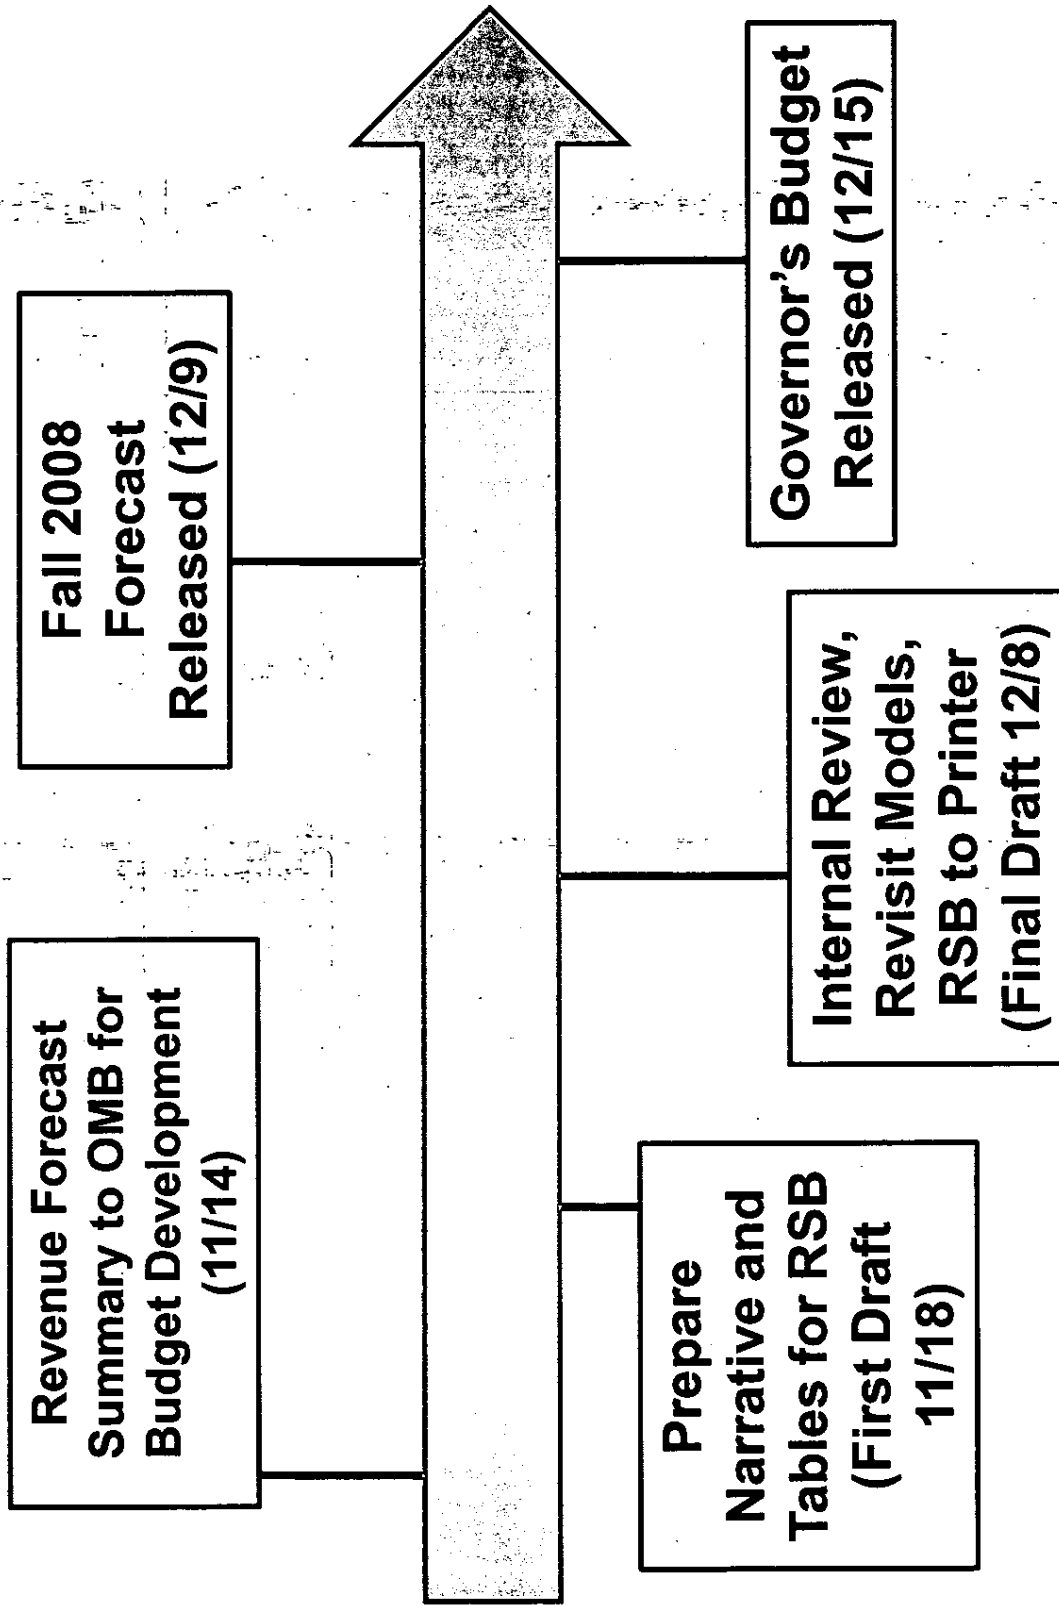 Revenue Forecast
Summary to OMB for
Budget Development
(11/14)
Fall 2008
Forecast
Released (12/9)
Prepare
Narrative and
Tables for RSB
(First Draft
11/18)
Internal Review,
Revisit Models,
RSB to Printer
(Final Draft 12/8)
Governor's Budget
Released (12/15)